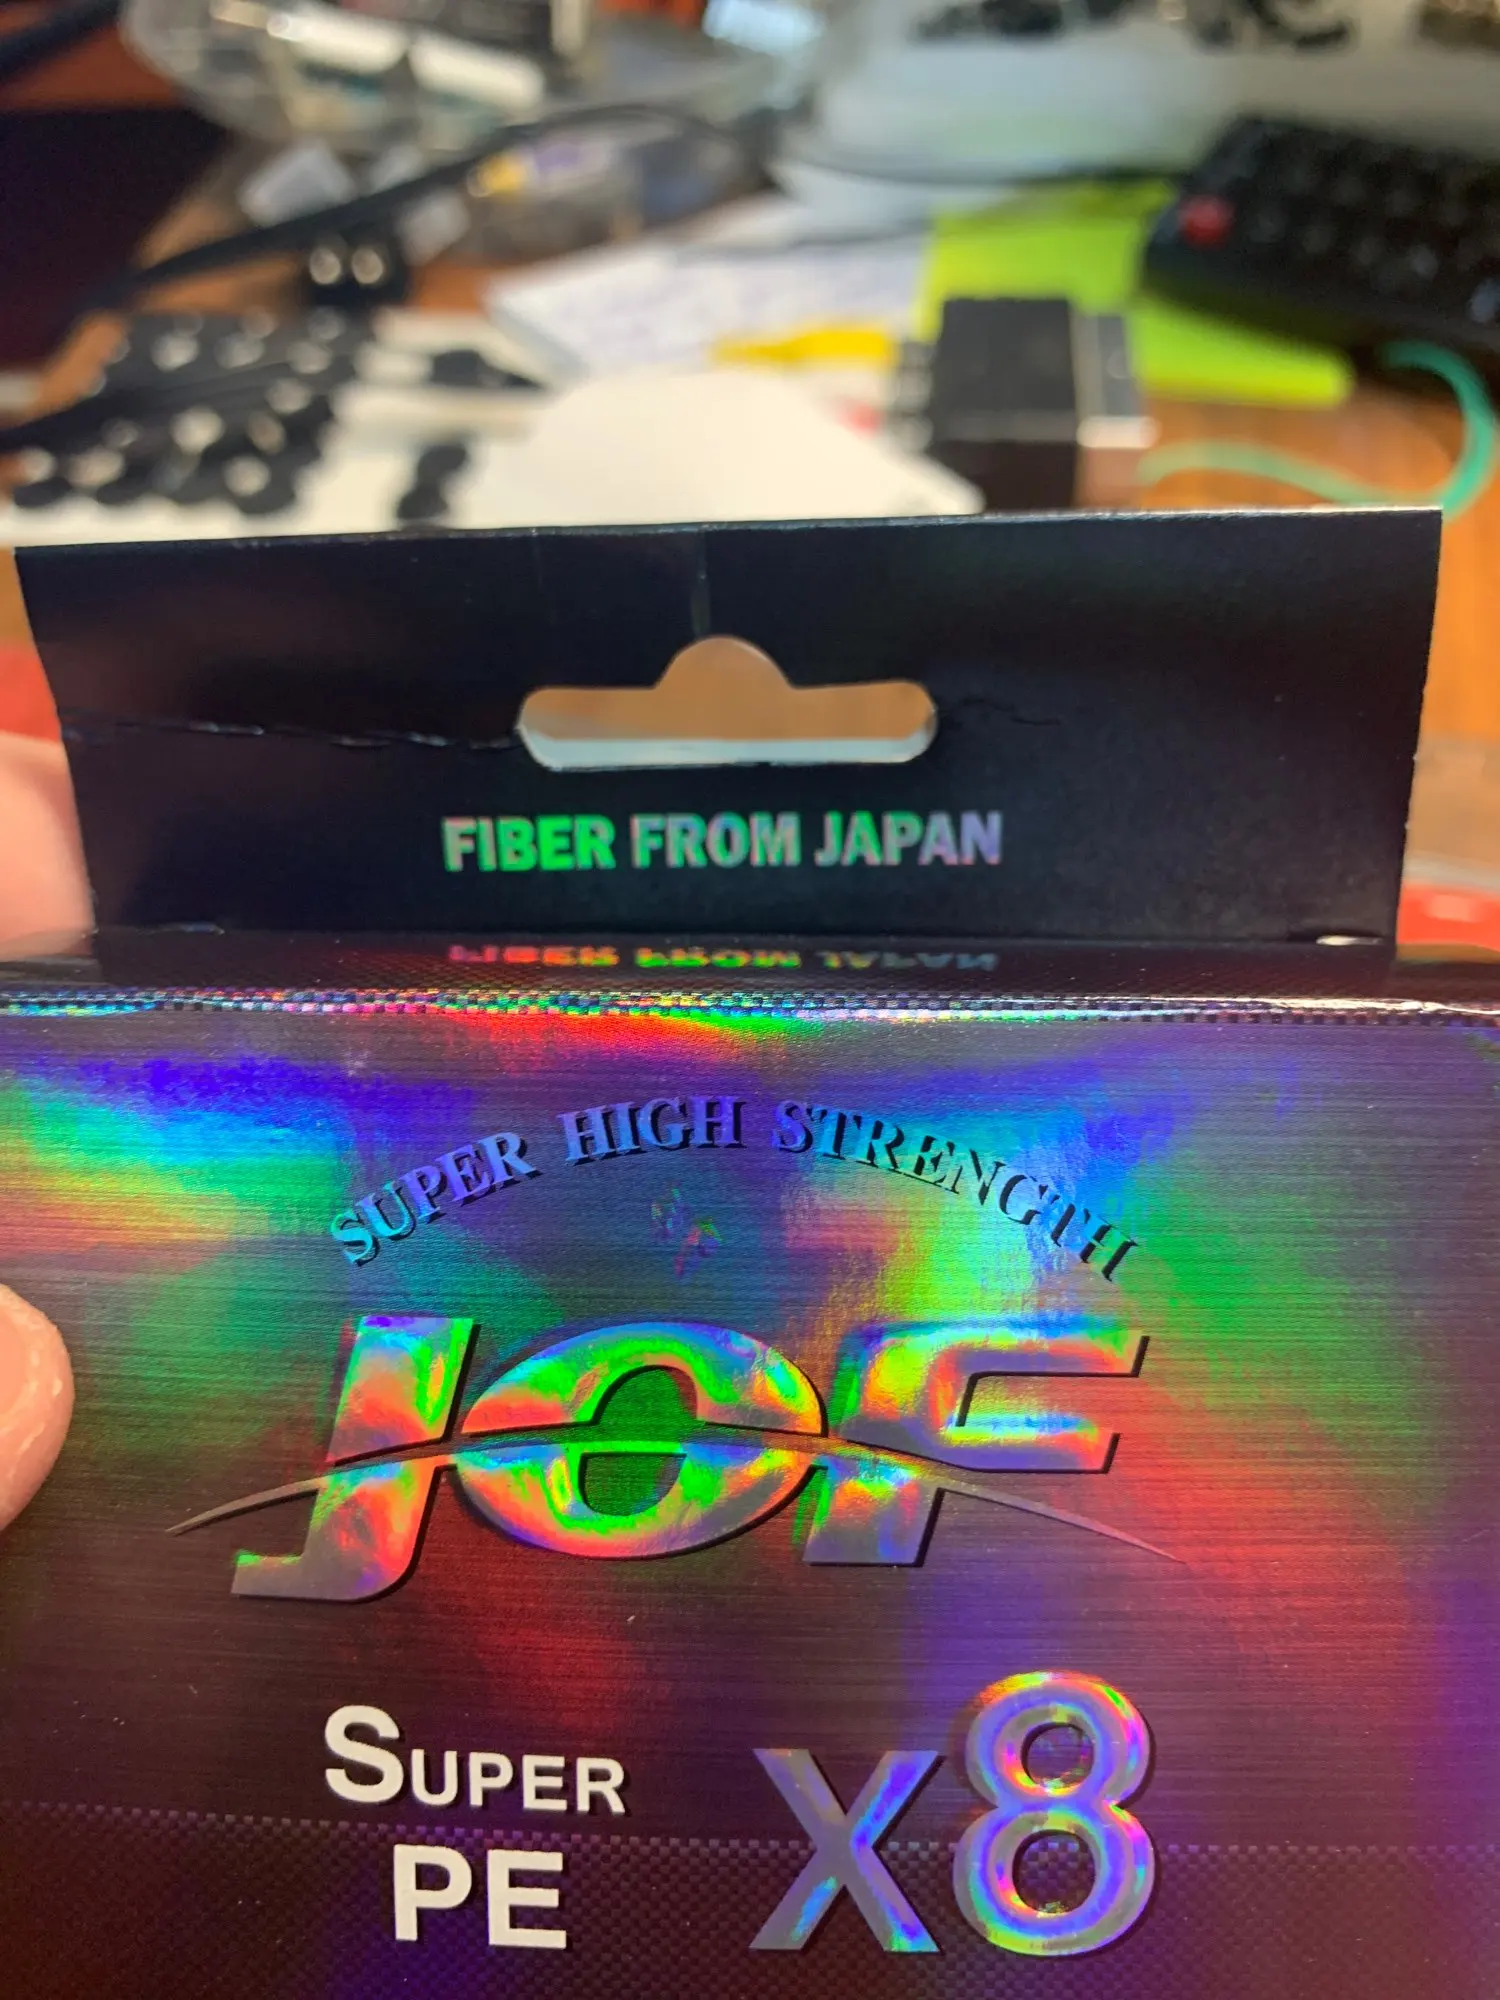 FIBER FROM JAPAN
SUPER HIGH STRENGTH
JOF
SUPER
PE
X8